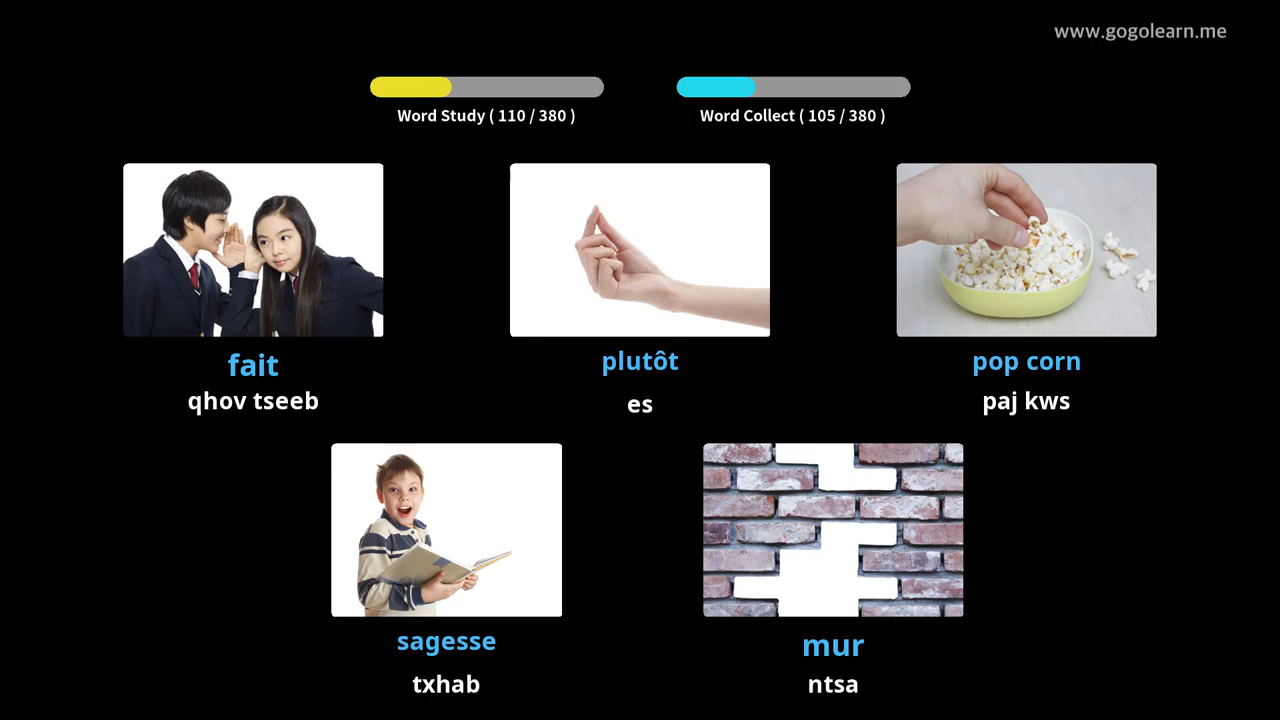 www.gogolearn.me
Word Study ( 110 / 380 )
Word Collect ( 105 / 380 )
fait
qhov tseeb
plutôt
es
pop corn
paj kws
sagesse
txhab
mur
ntsa